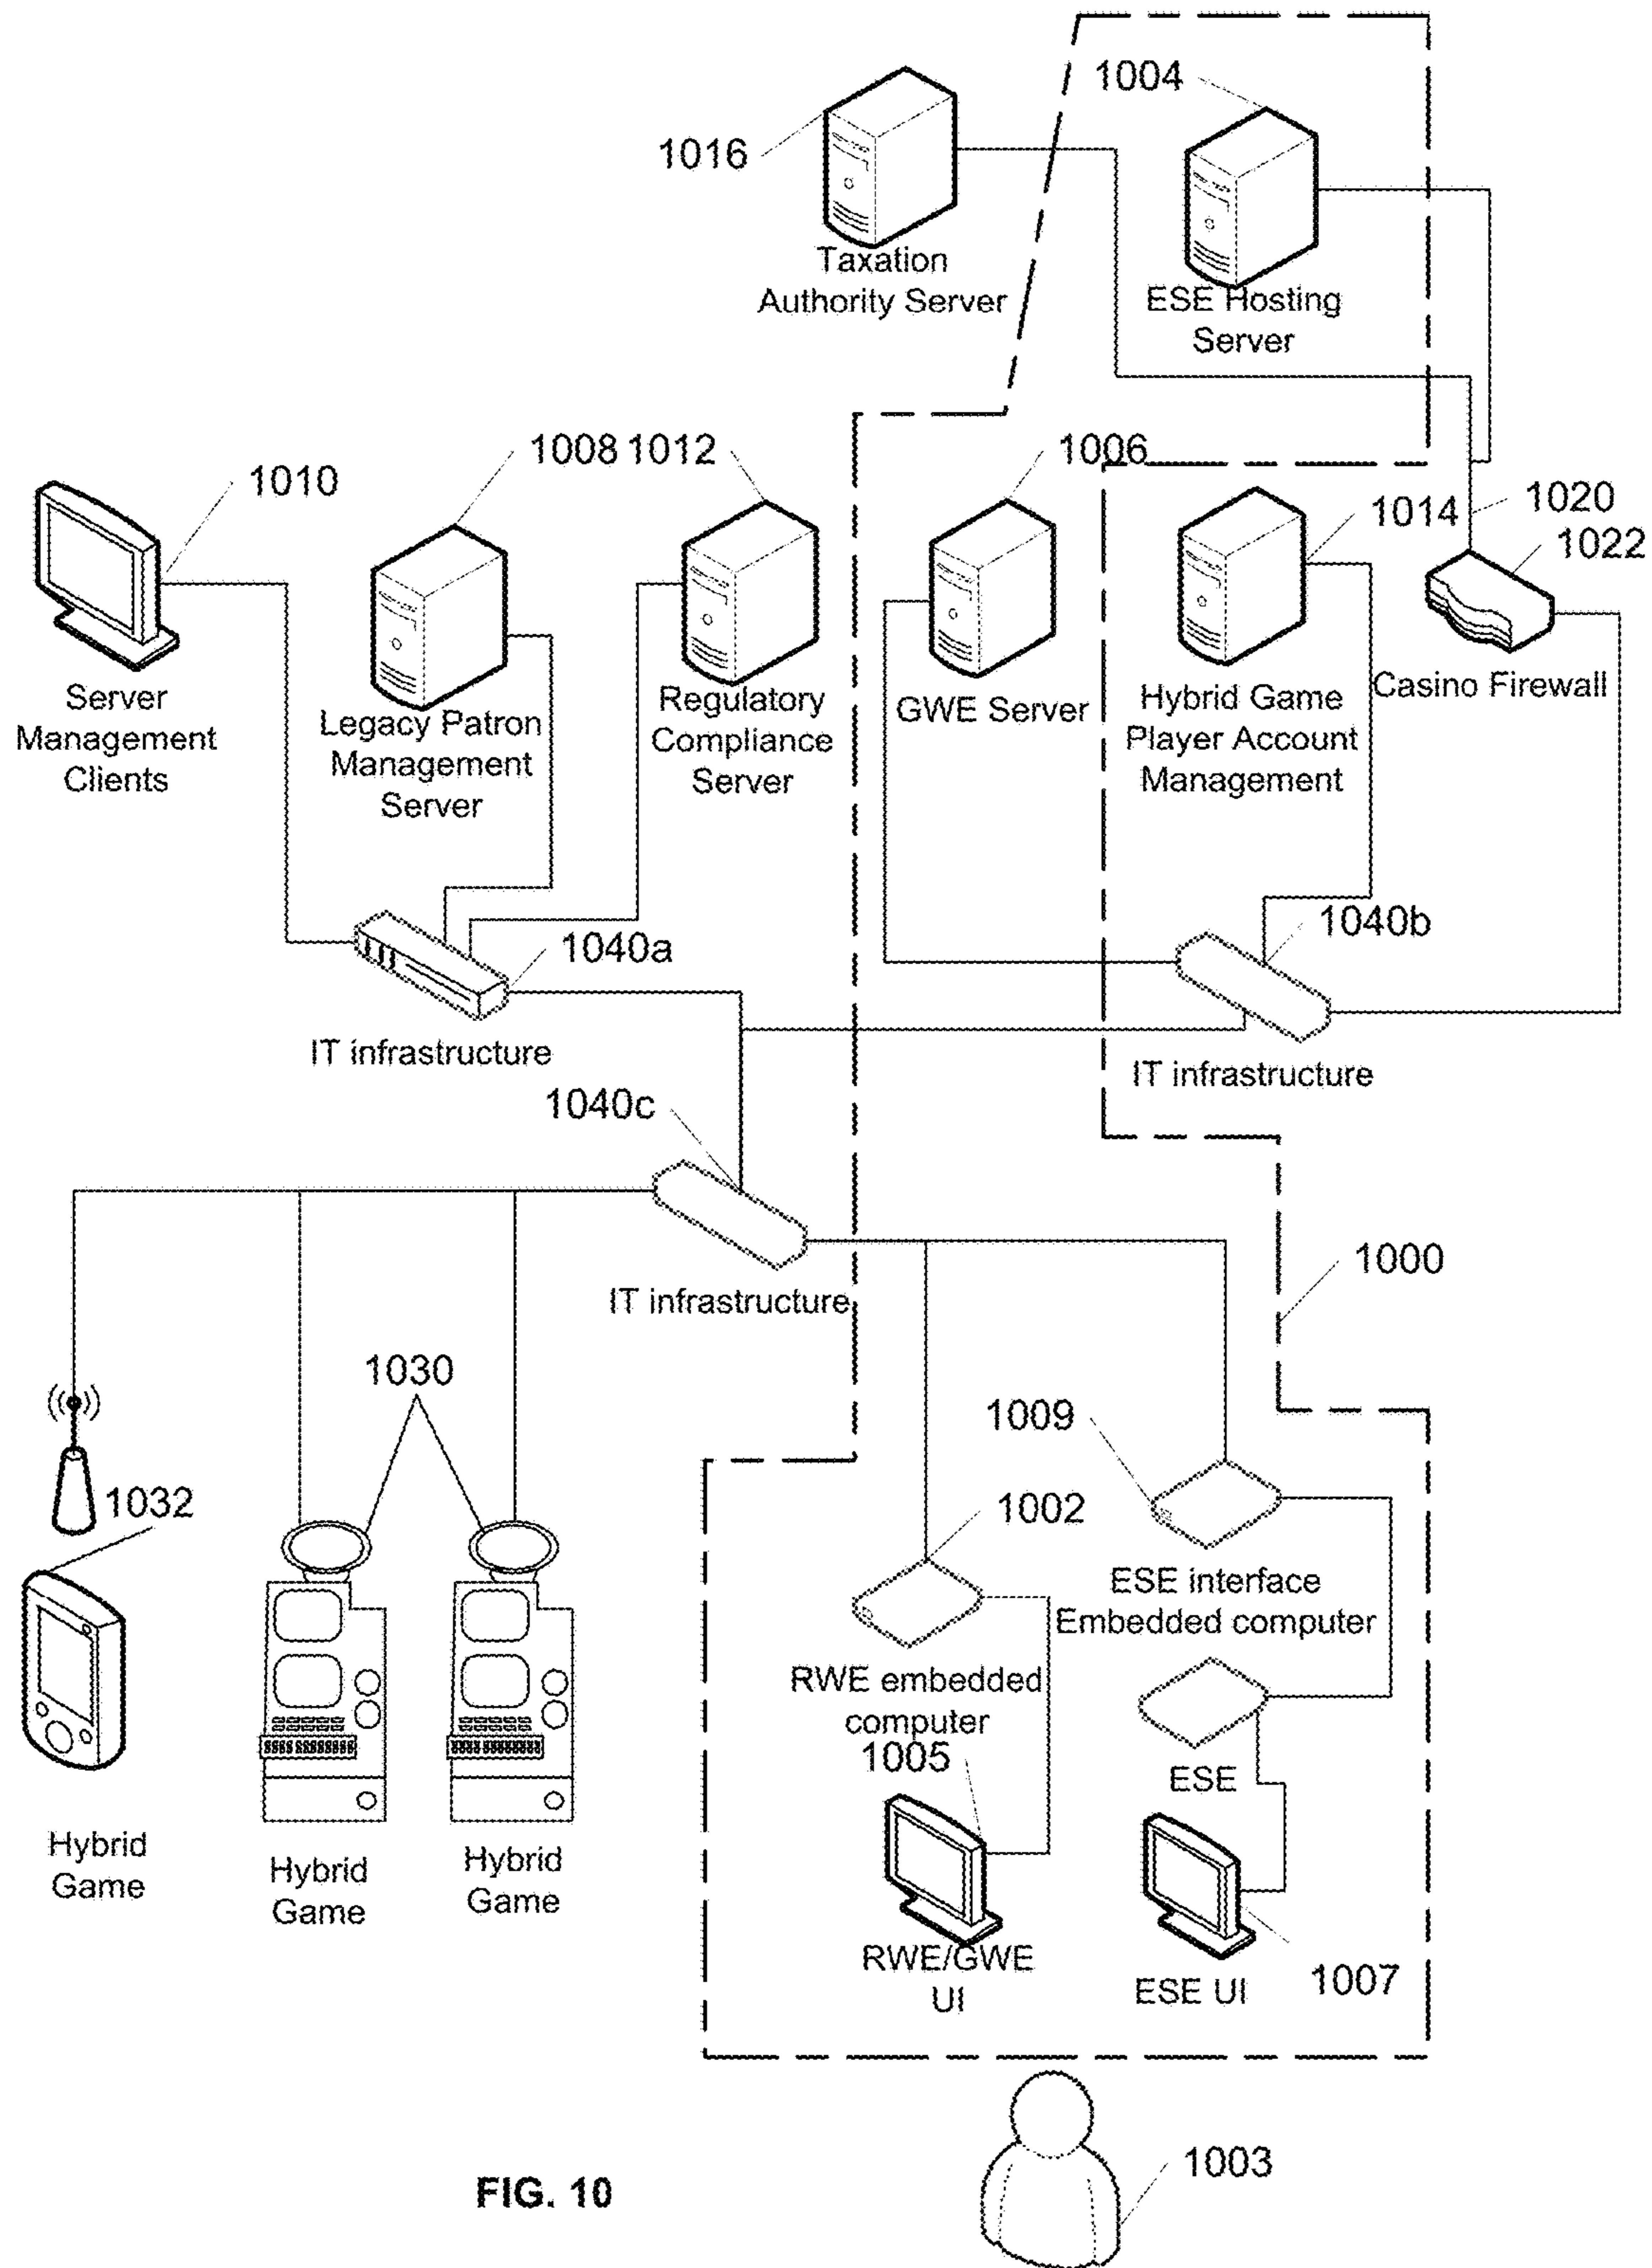 1004
1016
Taxation
Authority Server
ESE Hosting
Server
1008 1012
1006
1010
1014
1020
1022
Server
Management
Clients
Legacy Patron
Management
Server
Regulatory
Compliance
Server
GWE Server
Hybrid Game
Player Account
Management
Casino Firewall
1040a
1040b
IT infrastructure
IT infrastructure
1040c
IT infrastructure
1000
1030
1009
1032
1002
ESE interface
Embedded computer
RWE embedded
computer
1005
ESE
Hybrid
Game
Hybrid
Game
Hybrid
Game
RWE/GWE
UI
ESE UI
1007
1003
FIG. 10